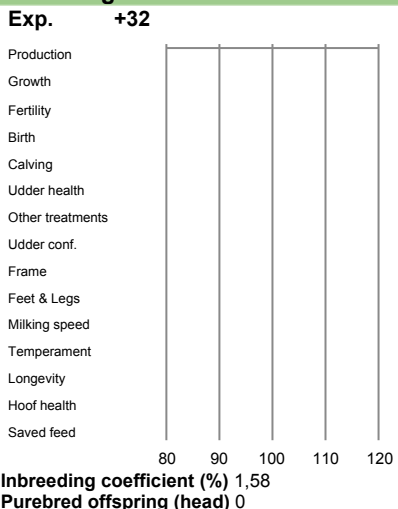 Exp. +32
Production
Growth
Fertility
Birth
Calving
Udder health
Other treatments
Udder conf.
Frame
Feet & Legs
Milking speed
Temperament
Longevity
Hoof health
Saved feed
80 90 100 110 120
Inbreeding coefficient (%) 1,58
Purebred offspring (head) 0